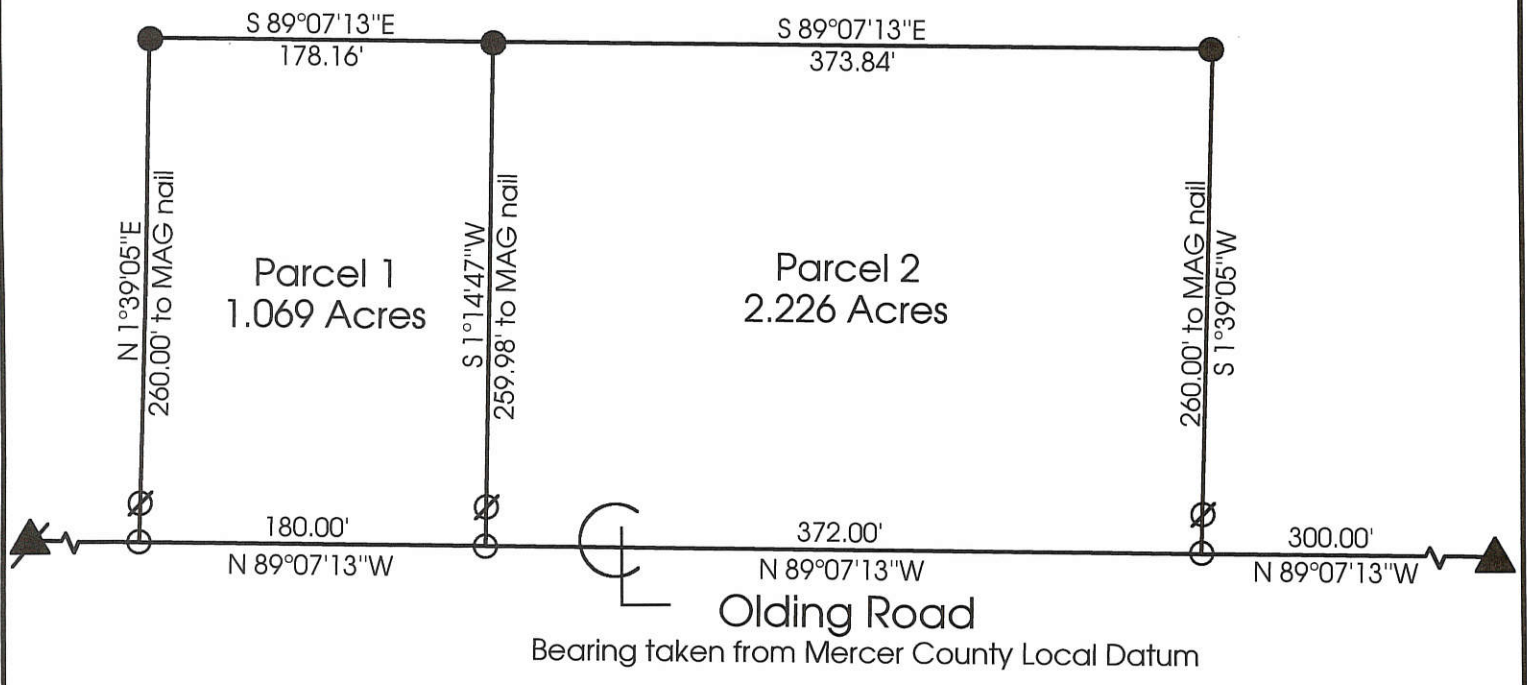 S 89°07'13"E
178.16'
S 89°07'13"E
373.84'
N 1°39'05"E
260.00' to MAG nail
Parcel 1
1.069 Acres
S 1°14'47"W
259.98' to MAG nail
Parcel 2
2.226 Acres
260.00' to MAG nail
S 1°39'05"W
180.00'
N 89°07'13"W
372.00'
N 89°07'13"W
300.00'
N 89°07'13"W
Olding Road
Bearing taken from Mercer County Local Datum